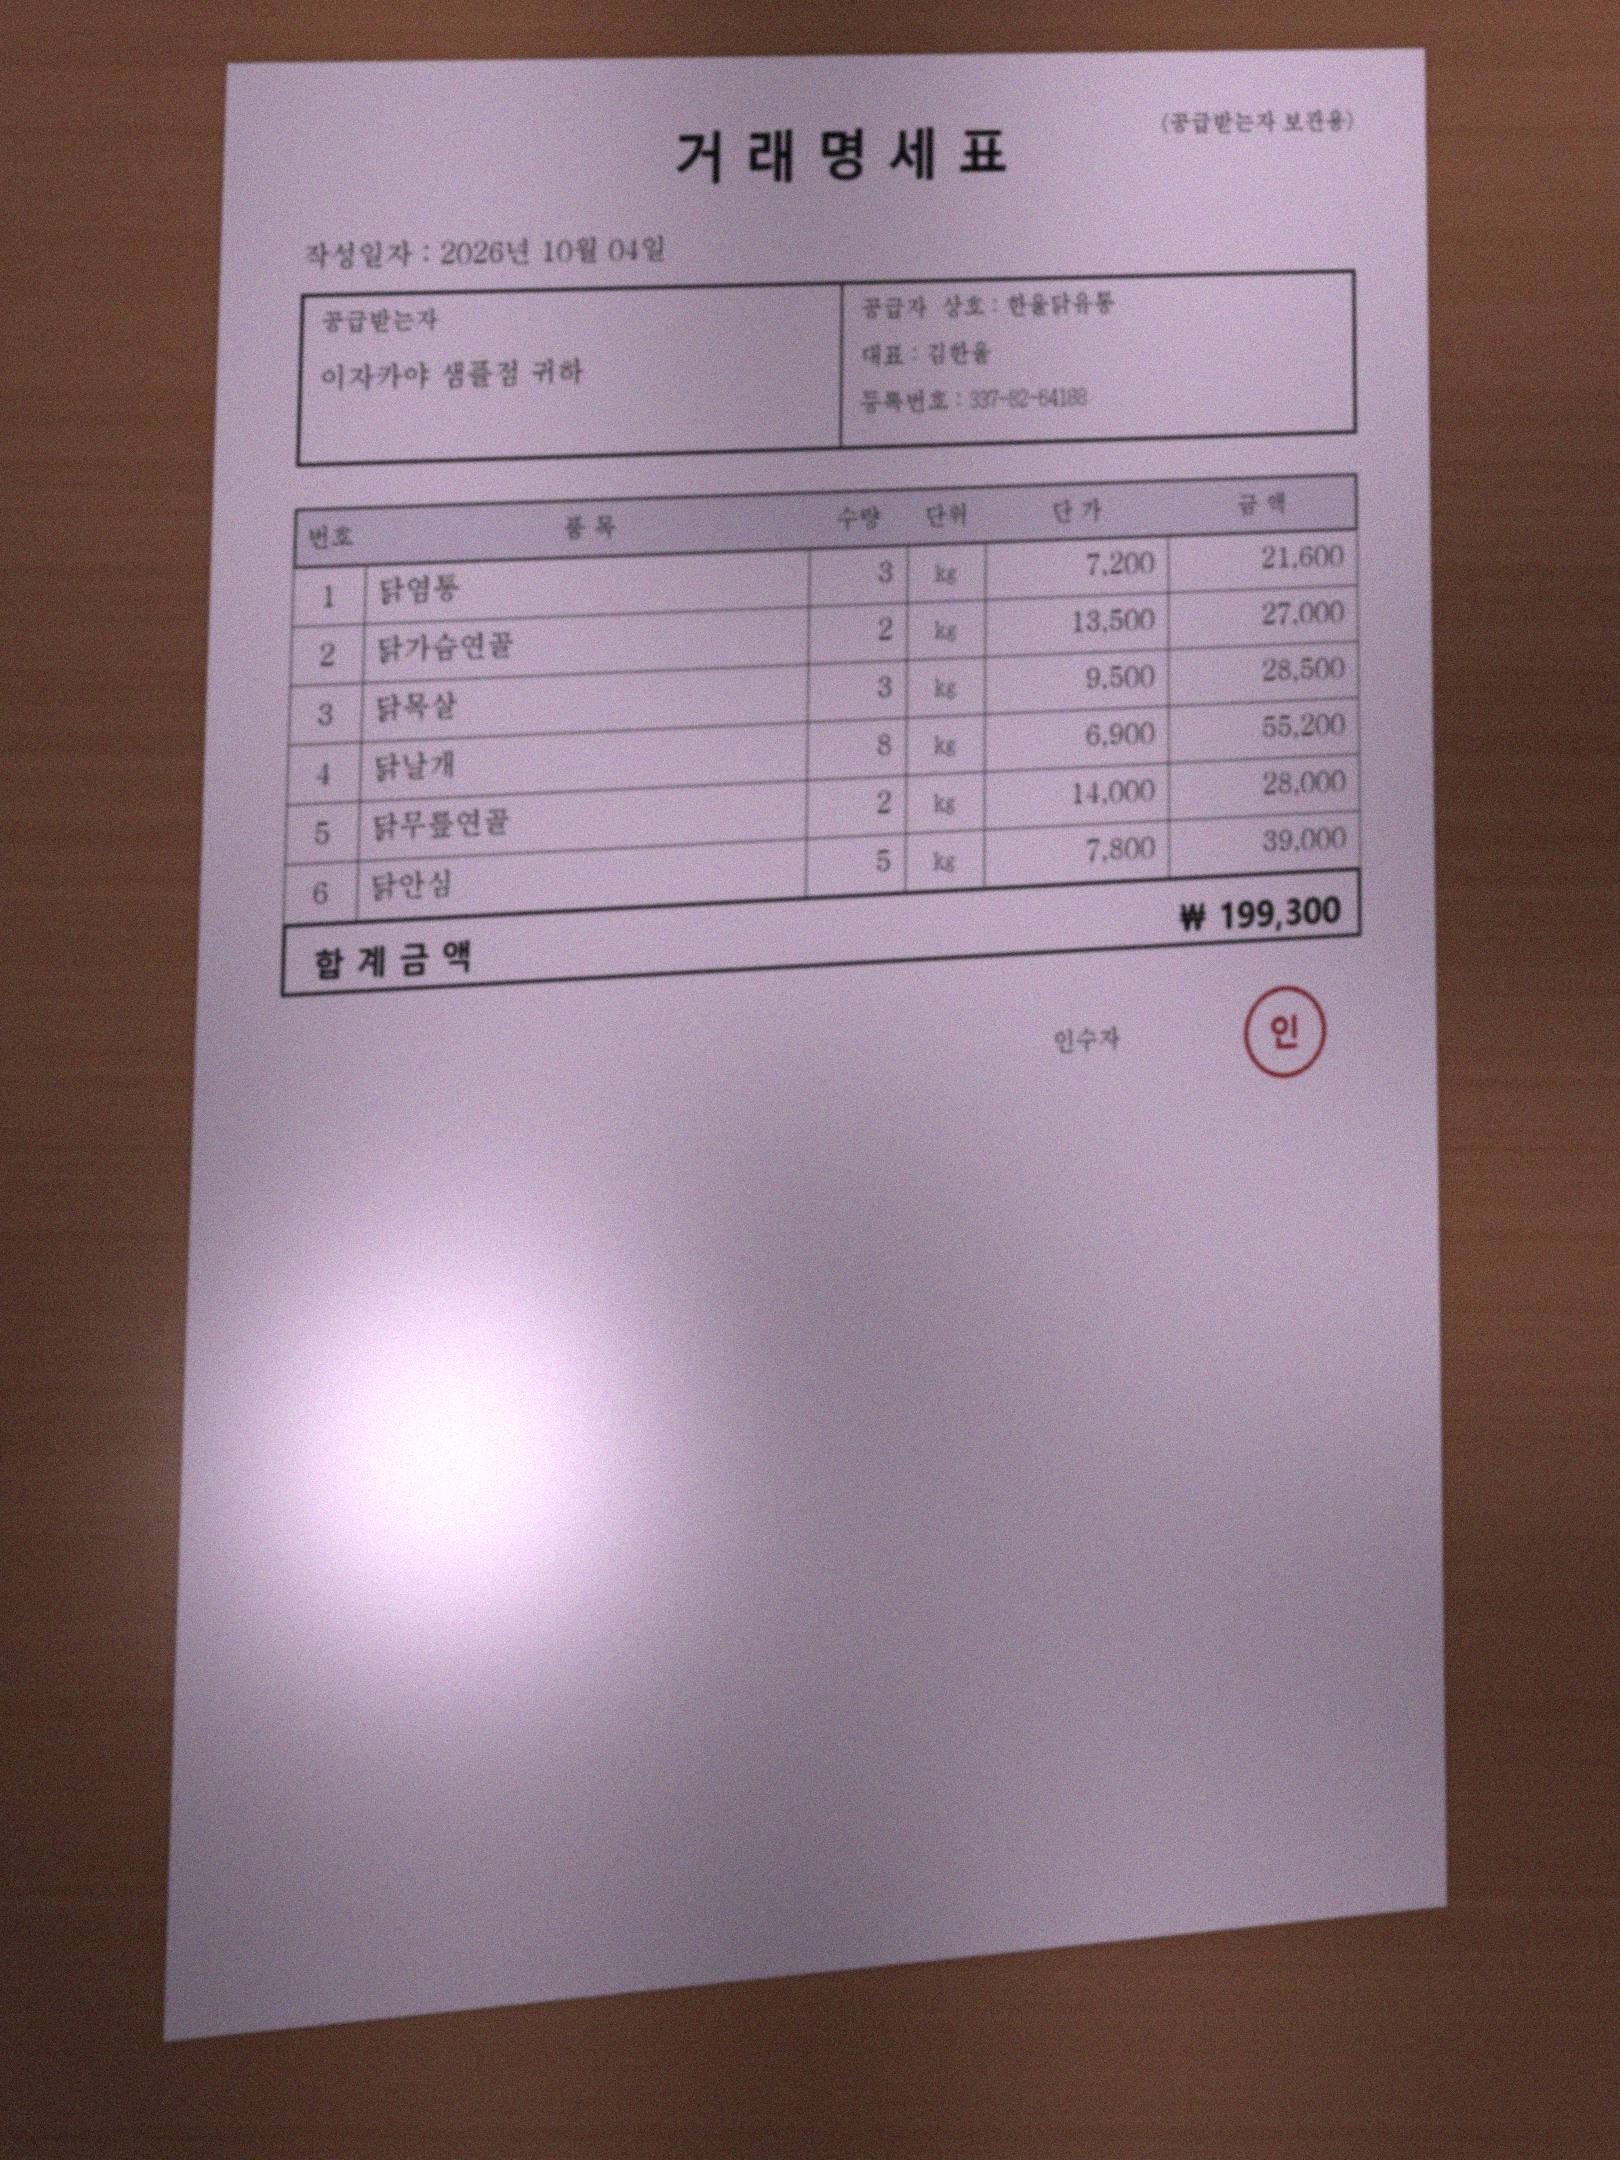 (공급받는자 보관용)
거래명세표
작성일자 : 2026년 10월 04일
공급받는자
이자카야 샘플점 귀하
공급자 상호 : 한울닭유통
대표 : 김한울
등록번호 : 337-82-64188
번호 품목 수량 단위 단가 금액
1 닭염통 3 kg 7,200 21,600
2 닭가슴연골 2 kg 13,500 27,000
3 닭목살 3 kg 9,500 28,500
4 닭날개 8 kg 6,900 55,200
5 닭무릎연골 2 kg 14,000 28,000
6 닭안심 5 kg 7,800 39,000
합계금액 ₩ 199,300
인수자 인